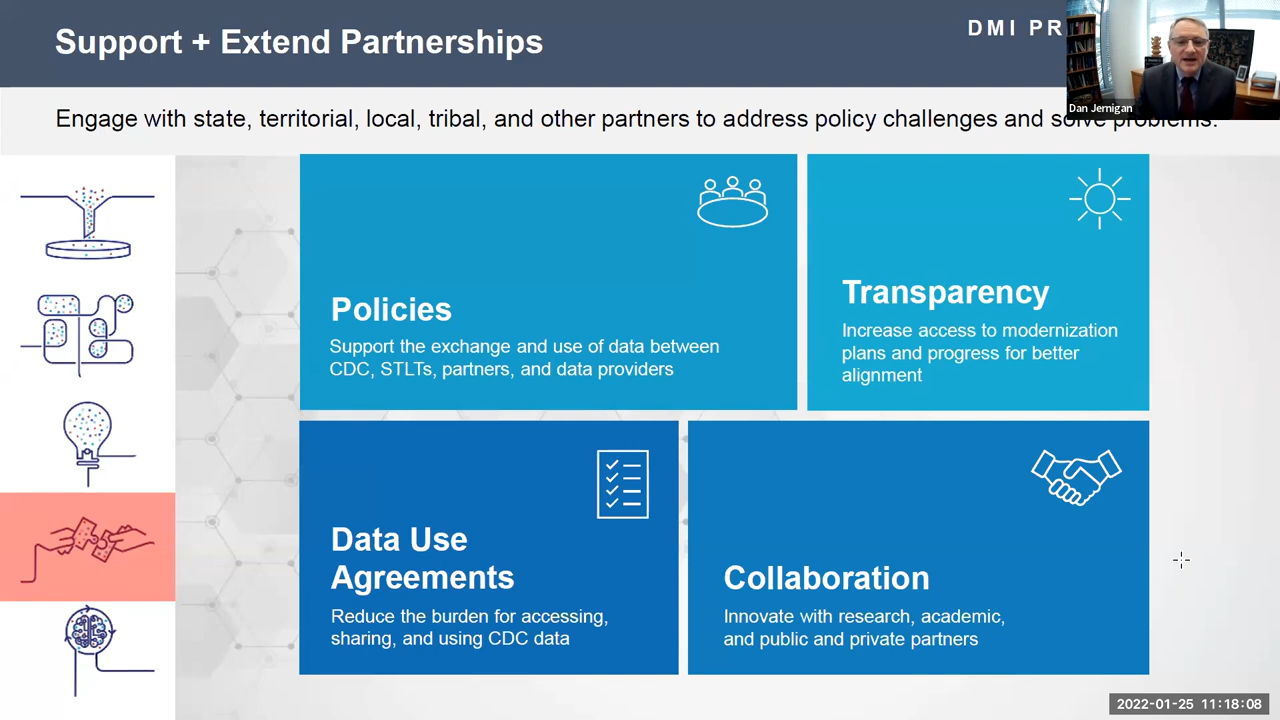 Support + Extend Partnerships
DMI PR
Dan Jernigan
Engage with state, territorial, local, tribal, and other partners to address policy challenges and solve problems.
Policies
Support the exchange and use of data between
CDC, STLTs, partners, and data providers
Transparency
Increase access to modernization
plans and progress for better
alignment
Data Use
Agreements
Reduce the burden for accessing,
sharing, and using CDC data
Collaboration
Innovate with research, academic,
and public and private partners
2022-01-25 11:18:08